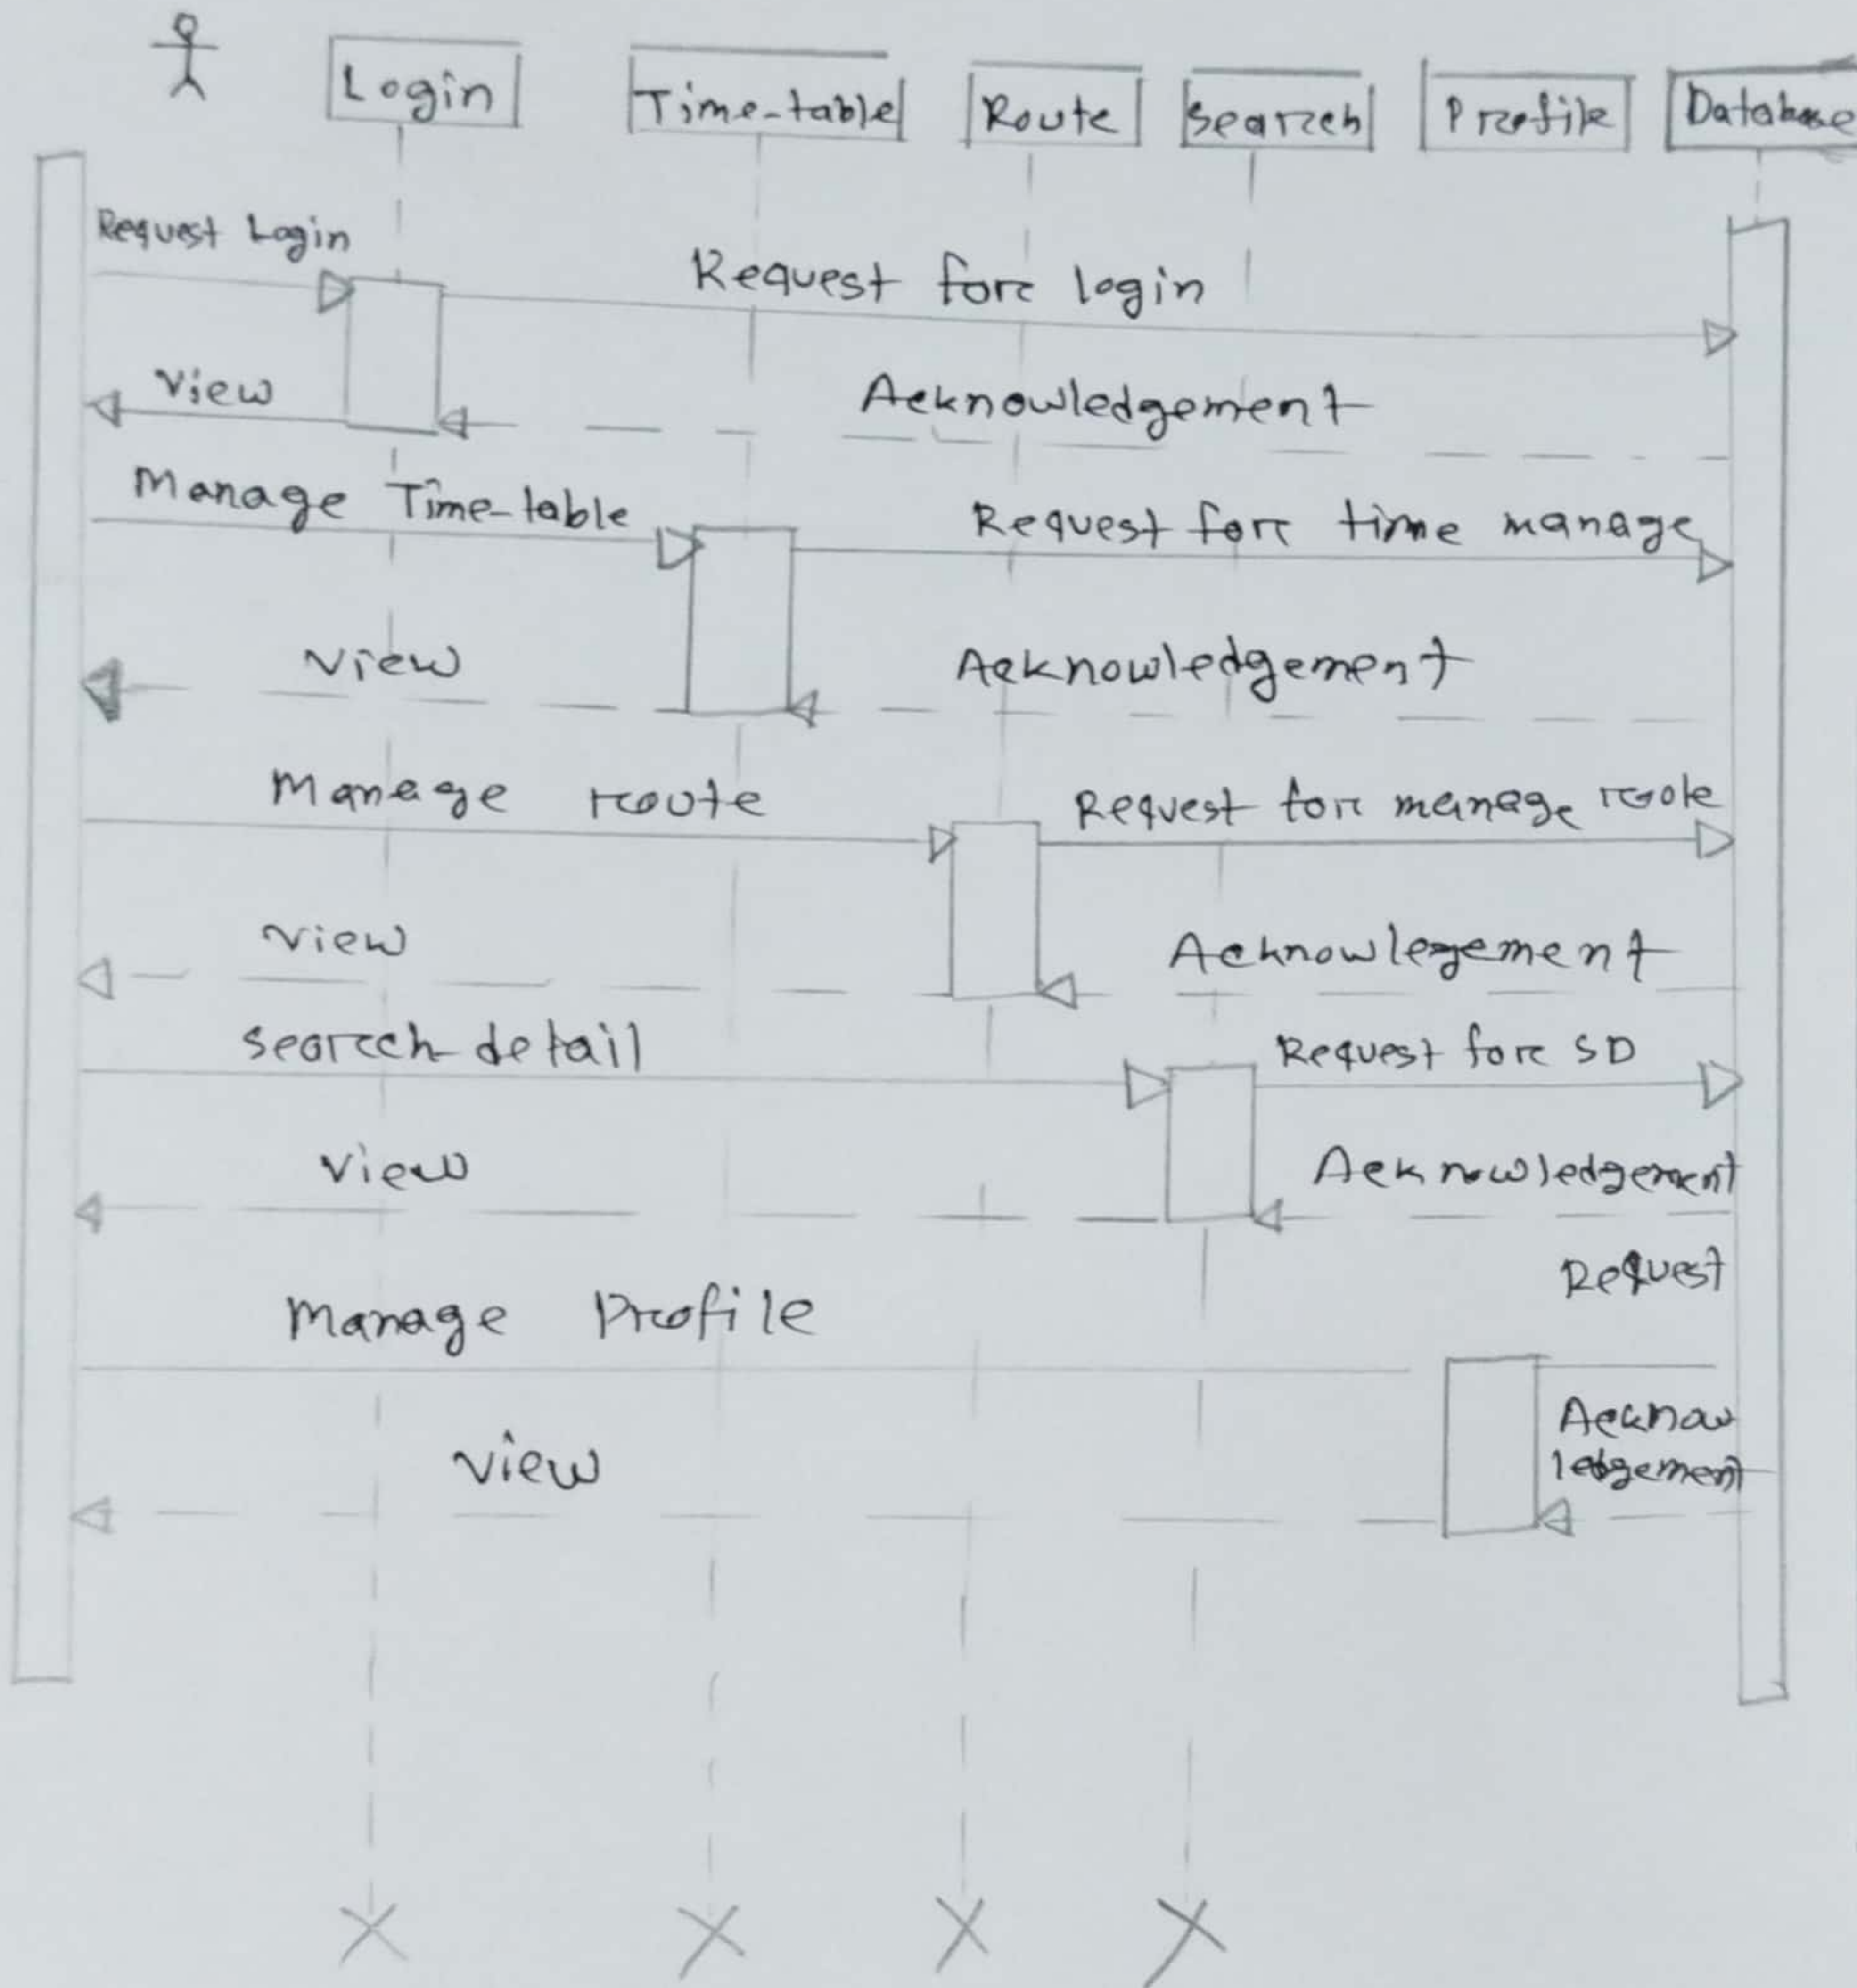 Login
Time-table
Route
Search
Profile
Database
Request Login
Request for login
View
Acknowledgement
Manage Time-table
Request for time manage
View
Acknowledgement
Manage route
Request for manage route
View
Acknowlegement
Search detail
Request for SD
View
Acknowledgement
Request
Manage Profile
Acknow
ledgement
View